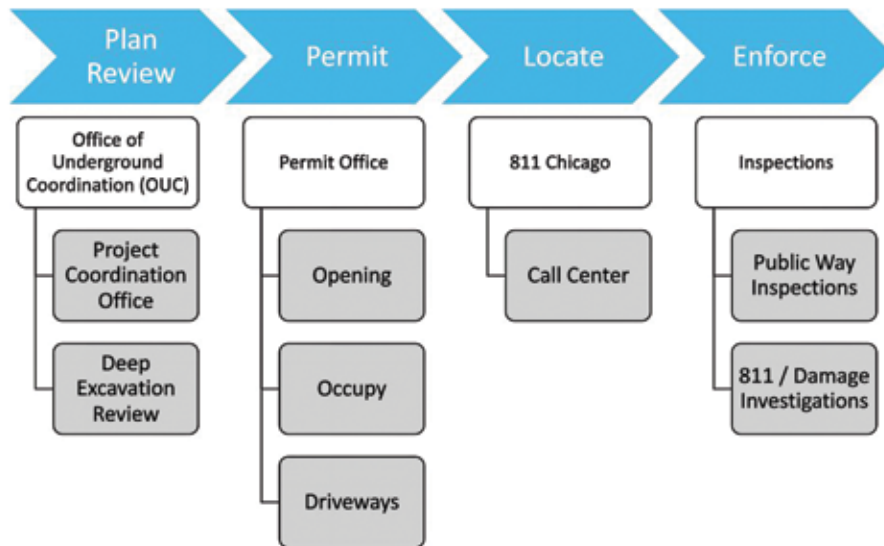 Plan
Review
Permit
Locate
Enforce
Office of
Underground
Coordination (OUC)
Permit Office
811 Chicago
Inspections
Project
Coordination
Office
Opening
Call Center
Public Way
Inspections
Deep
Excavation
Review
Occupy
811 / Damage
Investigations
Driveways